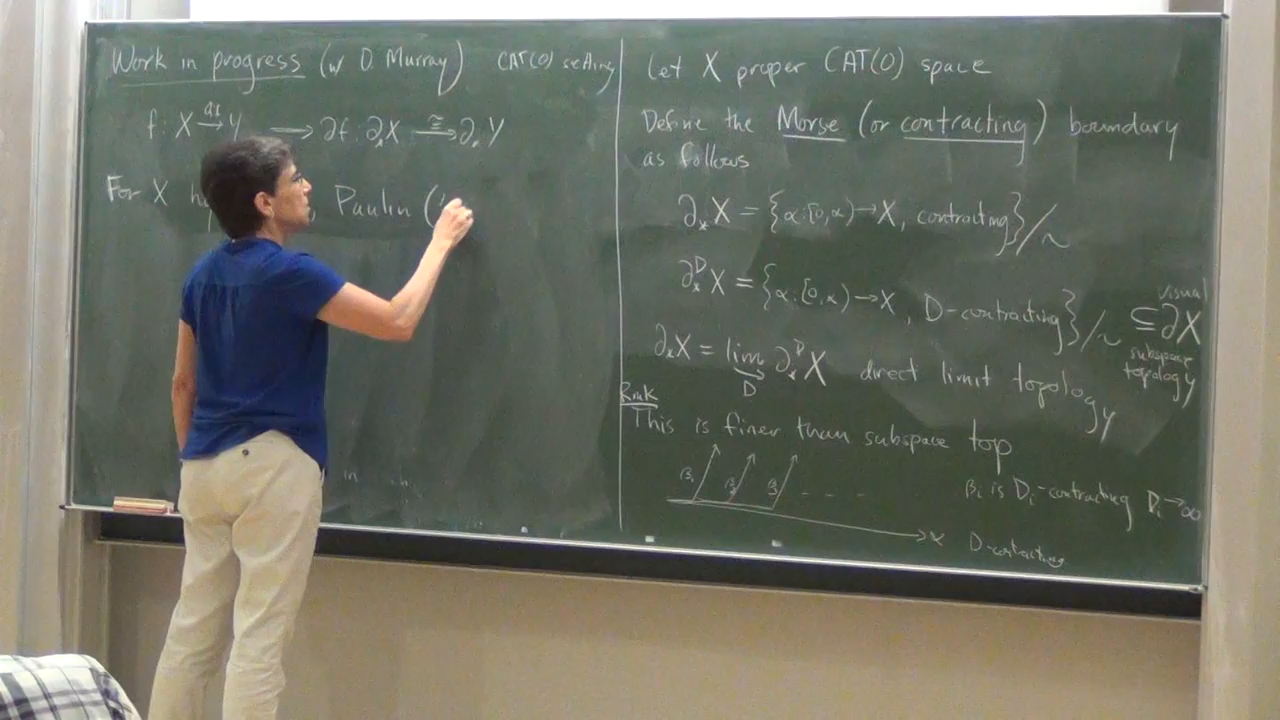 Work in progress (w/ D. Murray) CAT(0) setting
f: X →^{QI} Y ⟹ ∂f: ∂_*X →^{≅} ∂_*Y
For X Paulin (
Let X proper CAT(0) space
Define the Morse (or contracting) boundary
as follows
∂_*X = {α:[0,∞)→X, contracting}/~
∂_*^D X = {α:[0,∞)→X, D-contracting}/~ ⊆ ∂X
visual
subspace
topology
∂_*X = lim_{→ D} ∂_*^D X direct limit topology
Rmk
This is finer than subspace top
β₁ β₂ β₃ - - - -
βᵢ is Dᵢ-contracting Dᵢ→∞
α D-contracting